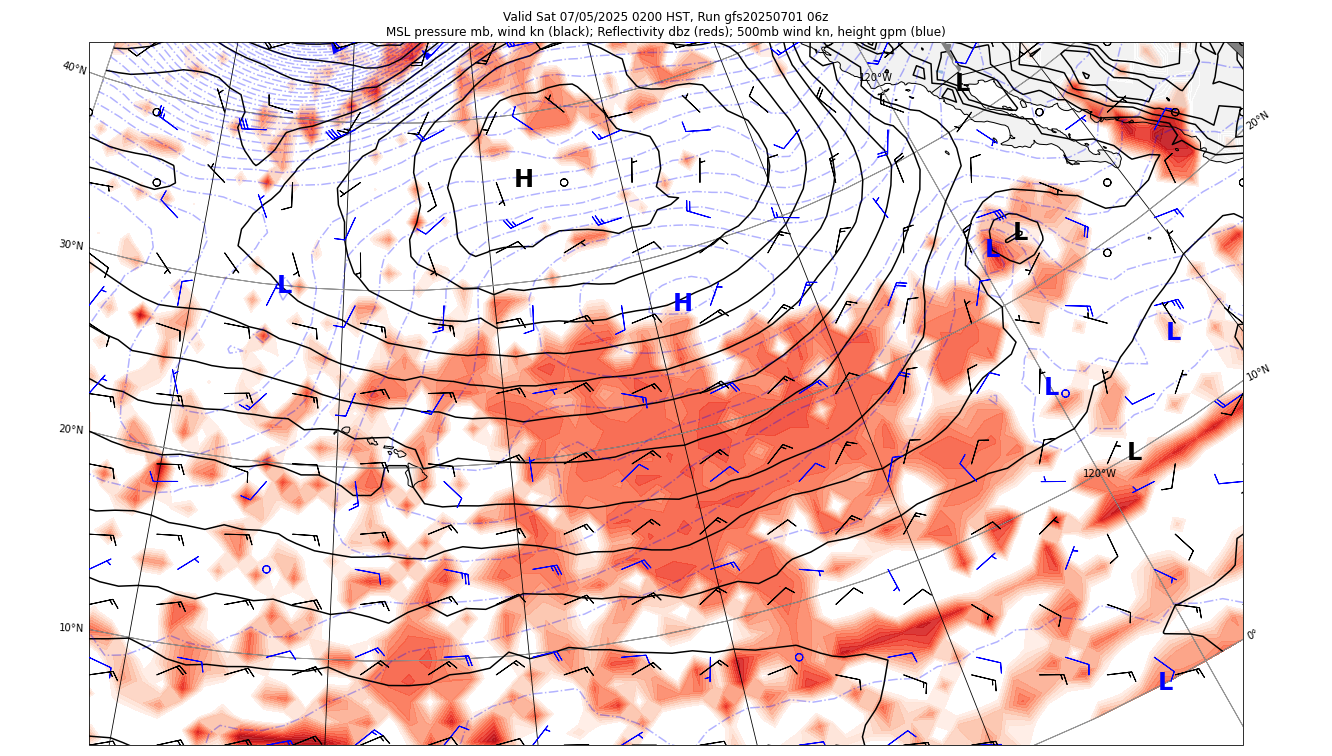 Valid Sat 07/05/2025 0200 HST, Run gfs20250701 06z
MSL pressure mb, wind kn (black); Reflectivity dbz (reds); 500mb wind kn, height gpm (blue)
40°N
120°W
L
20°N
H
L
30°N
L
L
H
L
10°N
L
20°N
L
120°W
10°N
0°
L